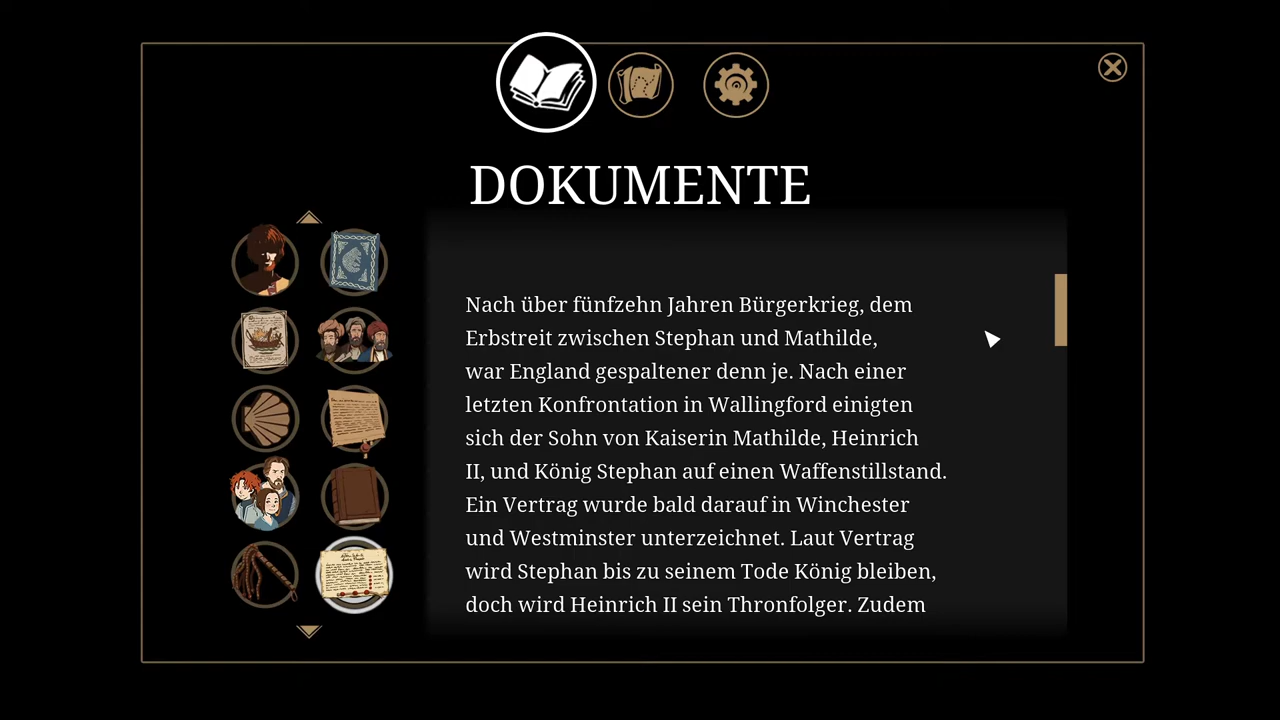 DOKUMENTE
Nach über fünfzehn Jahren Bürgerkrieg, dem
Erbstreit zwischen Stephan und Mathilde,
war England gespaltener denn je. Nach einer
letzten Konfrontation in Wallingford einigten
sich der Sohn von Kaiserin Mathilde, Heinrich
II, und König Stephan auf einen Waffenstillstand.
Ein Vertrag wurde bald darauf in Winchester
und Westminster unterzeichnet. Laut Vertrag
wird Stephan bis zu seinem Tode König bleiben,
doch wird Heinrich II sein Thronfolger. Zudem